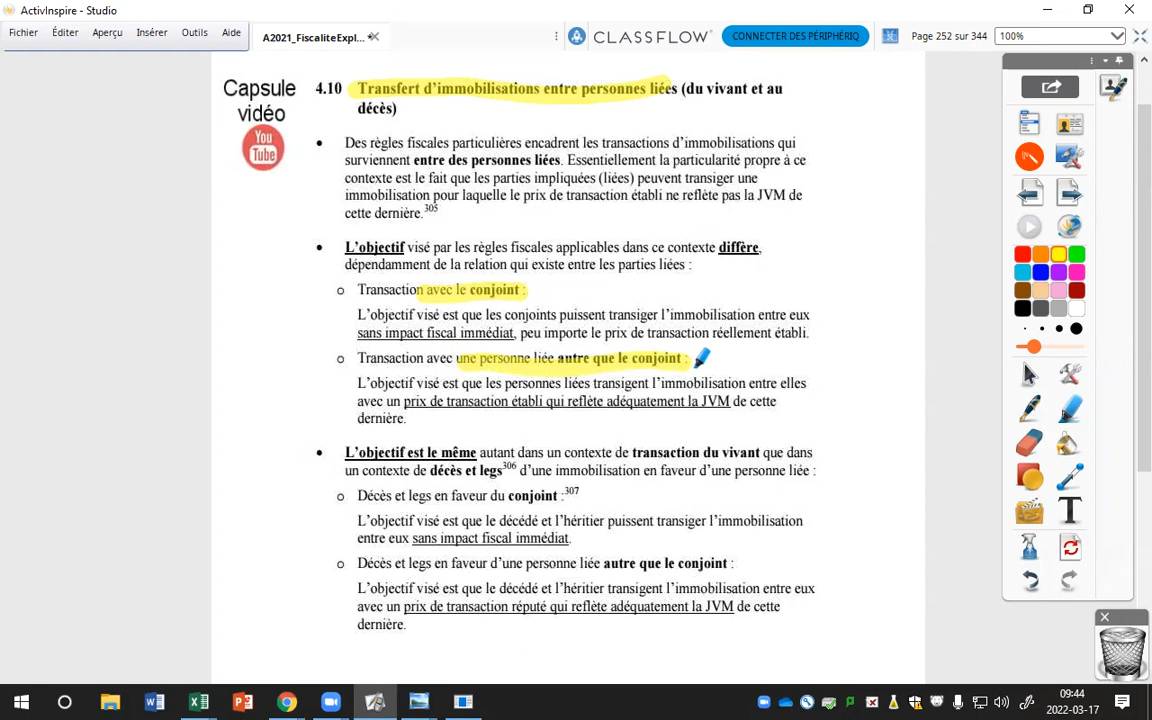 ActivInspire - Studio
Fichier Éditer Aperçu Insérer Outils Aide
A2021_FiscaliteExpl...
CLASSFLOW
CONNECTER DES PÉRIPHÉRIQ
Page 252 sur 344
100%
Capsule
vidéo
You
Tube
4.10 Transfert d'immobilisations entre personnes liées (du vivant et au
décès)
• Des règles fiscales particulières encadrent les transactions d'immobilisations qui
surviennent entre des personnes liées. Essentiellement la particularité propre à ce
contexte est le fait que les parties impliquées (liées) peuvent transiger une
immobilisation pour laquelle le prix de transaction établi ne reflète pas la JVM de
cette dernière.305
• L'objectif visé par les règles fiscales applicables dans ce contexte diffère,
dépendamment de la relation qui existe entre les parties liées :
o Transaction avec le conjoint :
L'objectif visé est que les conjoints puissent transiger l'immobilisation entre eux
sans impact fiscal immédiat, peu importe le prix de transaction réellement établi.
o Transaction avec une personne liée autre que le conjoint :
L'objectif visé est que les personnes liées transigent l'immobilisation entre elles
avec un prix de transaction établi qui reflète adéquatement la JVM de cette
dernière.
• L'objectif est le même autant dans un contexte de transaction du vivant que dans
un contexte de décès et legs306 d'une immobilisation en faveur d'une personne liée :
o Décès et legs en faveur du conjoint :307
L'objectif visé est que le décédé et l'héritier puissent transiger l'immobilisation
entre eux sans impact fiscal immédiat.
o Décès et legs en faveur d'une personne liée autre que le conjoint :
L'objectif visé est que le décédé et l'héritier transigent l'immobilisation entre eux
avec un prix de transaction réputé qui reflète adéquatement la JVM de cette
dernière.
09:44
2022-03-17